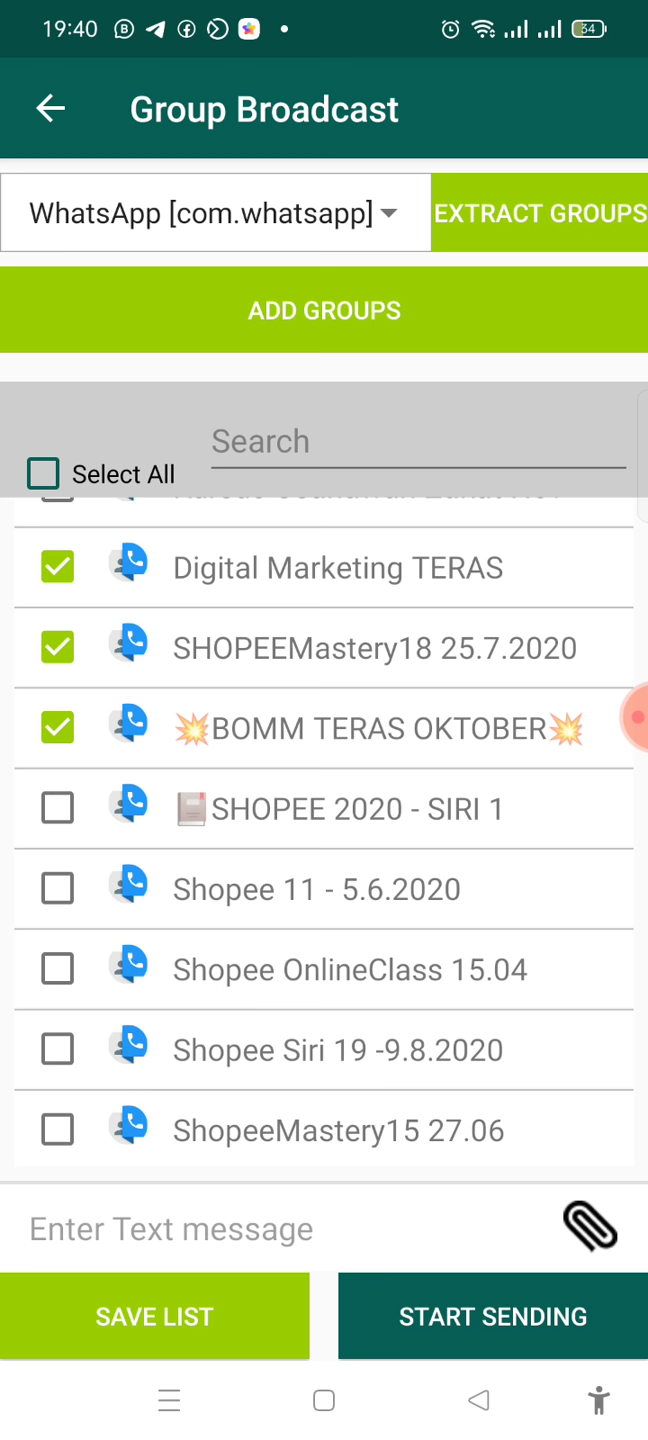 19:40
34
Group Broadcast
WhatsApp [com.whatsapp]
EXTRACT GROUPS
ADD GROUPS
Search
Select All
Digital Marketing TERAS
SHOPEEMastery18 25.7.2020
💥BOMM TERAS OKTOBER💥
SHOPEE 2020 - SIRI 1
Shopee 11 - 5.6.2020
Shopee OnlineClass 15.04
Shopee Siri 19 -9.8.2020
ShopeeMastery15 27.06
Enter Text message
SAVE LIST
START SENDING